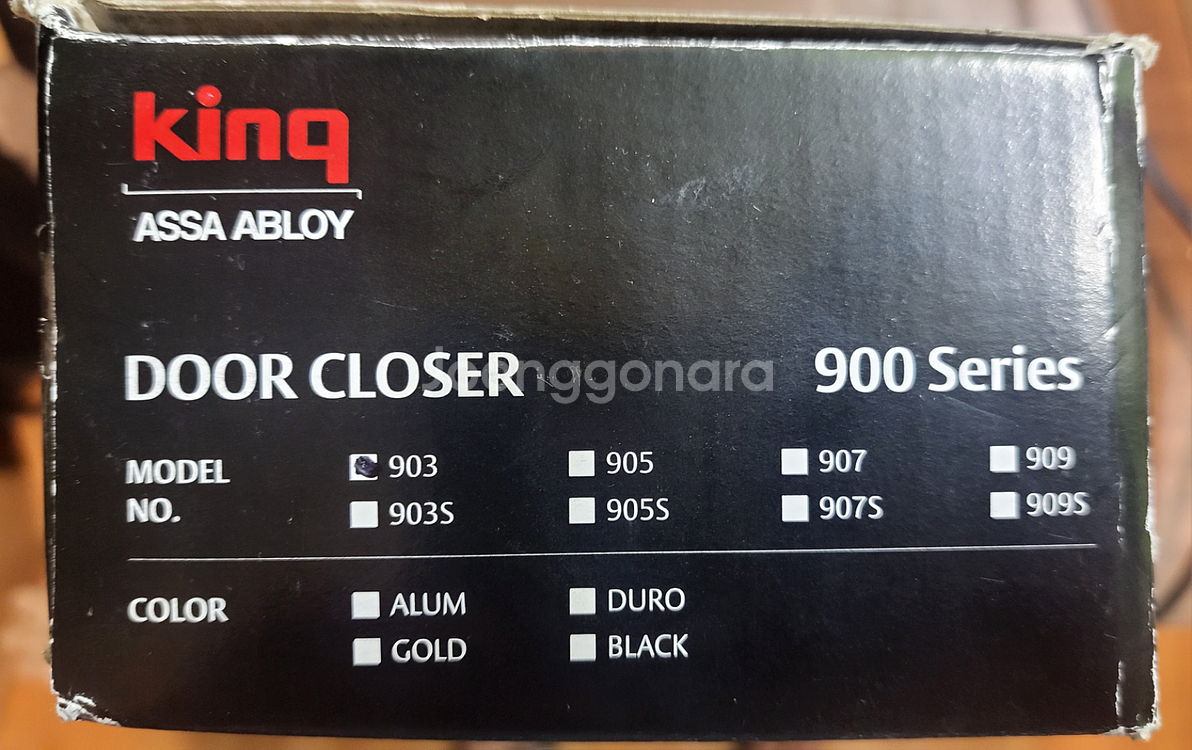 king
ASSA ABLOY
DOOR CLOSER 900 Series
Joonggonara
MODEL NO. 903 905 907 909
903S 905S 907S 909S
COLOR ALUM DURO
GOLD BLACK